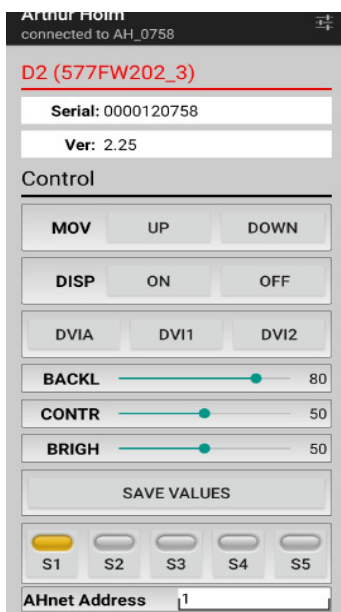 Arthur Holm
connected to AH_0758
D2 (577FW202_3)
Serial: 0000120758
Ver: 2.25
Control
MOV UP DOWN
DISP ON OFF
DVIA DVI1 DVI2
BACKL 80
CONTR 50
BRIGH 50
SAVE VALUES
S1 S2 S3 S4 S5
AHnet Address 1